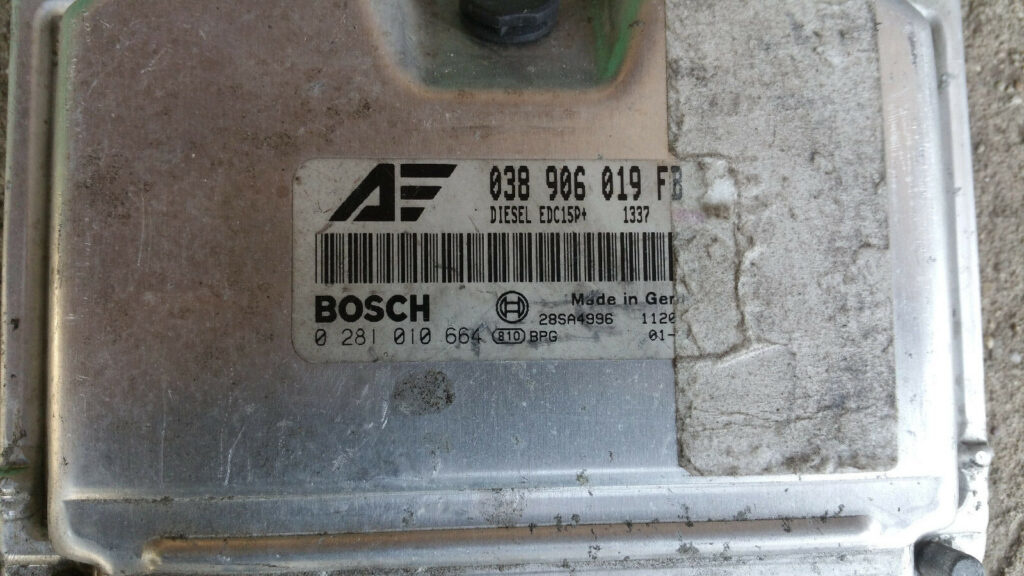 AF 038 906 019 FB
DIESEL EDC15P+ 1337
BOSCH Made in Ger
28SA4996 1120
0 281 010 664 810 BPG 01-